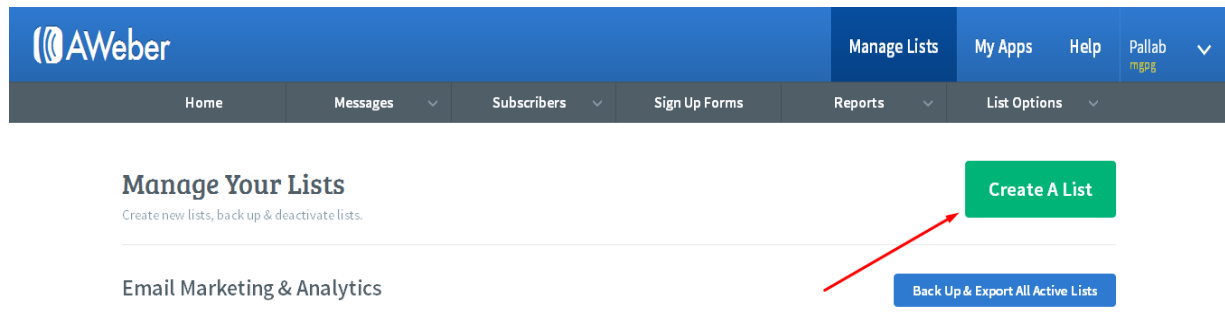 AWeber
Manage Lists
My Apps
Help
Pallab
mgpg
Home
Messages
Subscribers
Sign Up Forms
Reports
List Options
Manage Your Lists
Create A List
Create new lists, back up & deactivate lists.
Email Marketing & Analytics
Back Up & Export All Active Lists